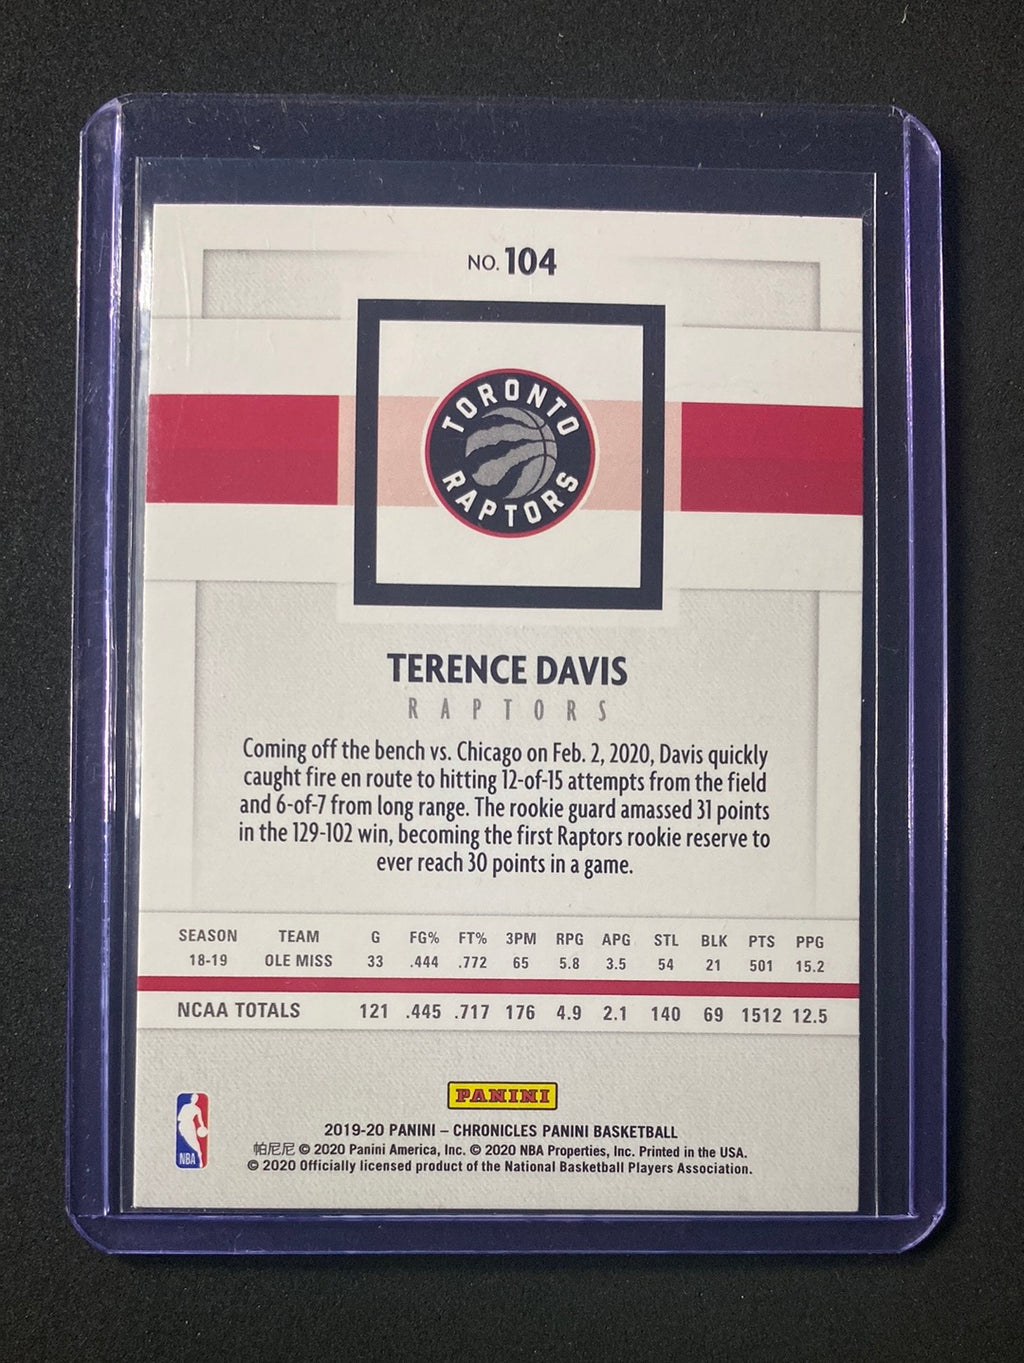 NO. 104
TORONTO
RAPTORS
TERENCE DAVIS
RAPTORS
Coming off the bench vs. Chicago on Feb. 2, 2020, Davis quickly
caught fire en route to hitting 12-of-15 attempts from the field
and 6-of-7 from long range. The rookie guard amassed 31 points
in the 129-102 win, becoming the first Raptors rookie reserve to
ever reach 30 points in a game.
SEASON TEAM G FG% FT% 3PM RPG APG STL BLK PTS PPG
18-19 OLE MISS 33 .444 .772 65 5.8 3.5 54 21 501 15.2
NCAA TOTALS 121 .445 .717 176 4.9 2.1 140 69 1512 12.5
PANINI
NBA
2019-20 PANINI – CHRONICLES PANINI BASKETBALL
帕尼尼 © 2020 Panini America, Inc. © 2020 NBA Properties, Inc. Printed in the USA.
© 2020 Officially licensed product of the National Basketball Players Association.